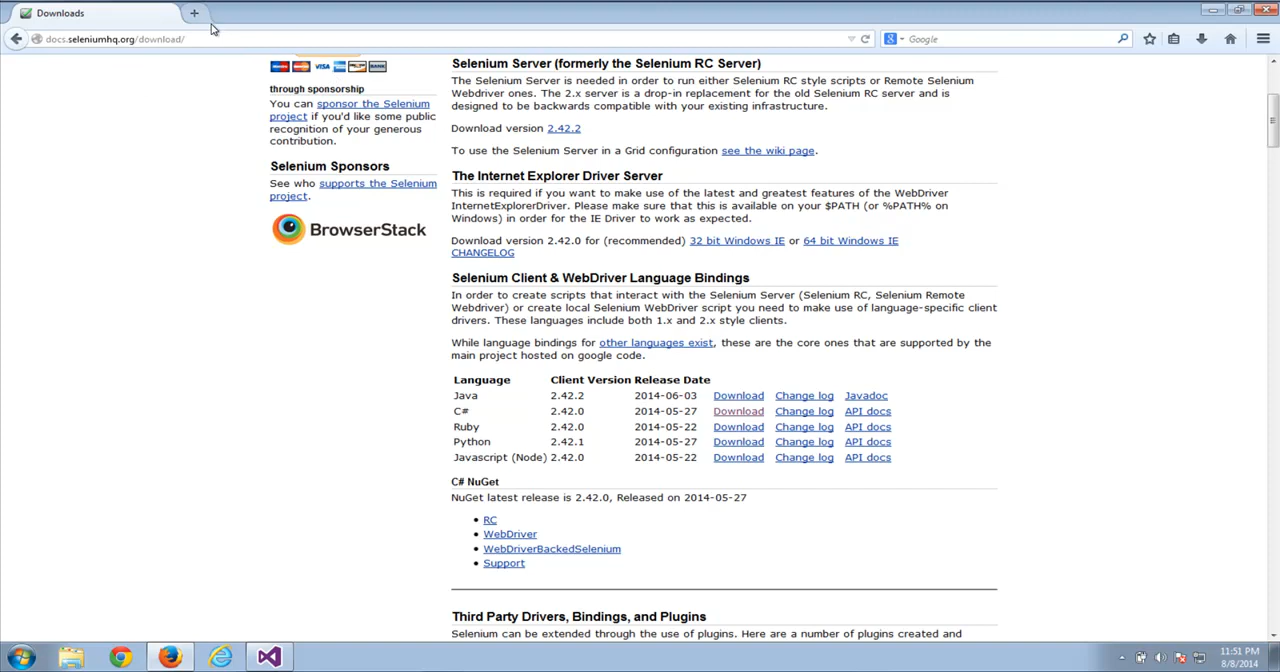 Downloads
docs.seleniumhq.org/download/
Google
VISA
through sponsorship
You can sponsor the Selenium
project if you'd like some public
recognition of your generous
contribution.
Selenium Sponsors
See who supports the Selenium
project.
BrowserStack
Selenium Server (formerly the Selenium RC Server)
The Selenium Server is needed in order to run either Selenium RC style scripts or Remote Selenium
Webdriver ones. The 2.x server is a drop-in replacement for the old Selenium RC server and is
designed to be backwards compatible with your existing infrastructure.
Download version 2.42.2
To use the Selenium Server in a Grid configuration see the wiki page.
The Internet Explorer Driver Server
This is required if you want to make use of the latest and greatest features of the WebDriver
InternetExplorerDriver. Please make sure that this is available on your $PATH (or %PATH% on
Windows) in order for the IE Driver to work as expected.
Download version 2.42.0 for (recommended) 32 bit Windows IE or 64 bit Windows IE
CHANGELOG
Selenium Client & WebDriver Language Bindings
In order to create scripts that interact with the Selenium Server (Selenium RC, Selenium Remote
Webdriver) or create local Selenium WebDriver script you need to make use of language-specific client
drivers. These languages include both 1.x and 2.x style clients.
While language bindings for other languages exist, these are the core ones that are supported by the
main project hosted on google code.
Language Client Version Release Date
Java 2.42.2 2014-06-03 Download Change log Javadoc
C# 2.42.0 2014-05-27 Download Change log API docs
Ruby 2.42.0 2014-05-22 Download Change log API docs
Python 2.42.1 2014-05-27 Download Change log API docs
Javascript (Node) 2.42.0 2014-05-22 Download Change log API docs
C# NuGet
NuGet latest release is 2.42.0, Released on 2014-05-27
• RC
• WebDriver
• WebDriverBackedSelenium
• Support
Third Party Drivers, Bindings, and Plugins
Selenium can be extended through the use of plugins. Here are a number of plugins created and
11:51 PM
8/8/2014